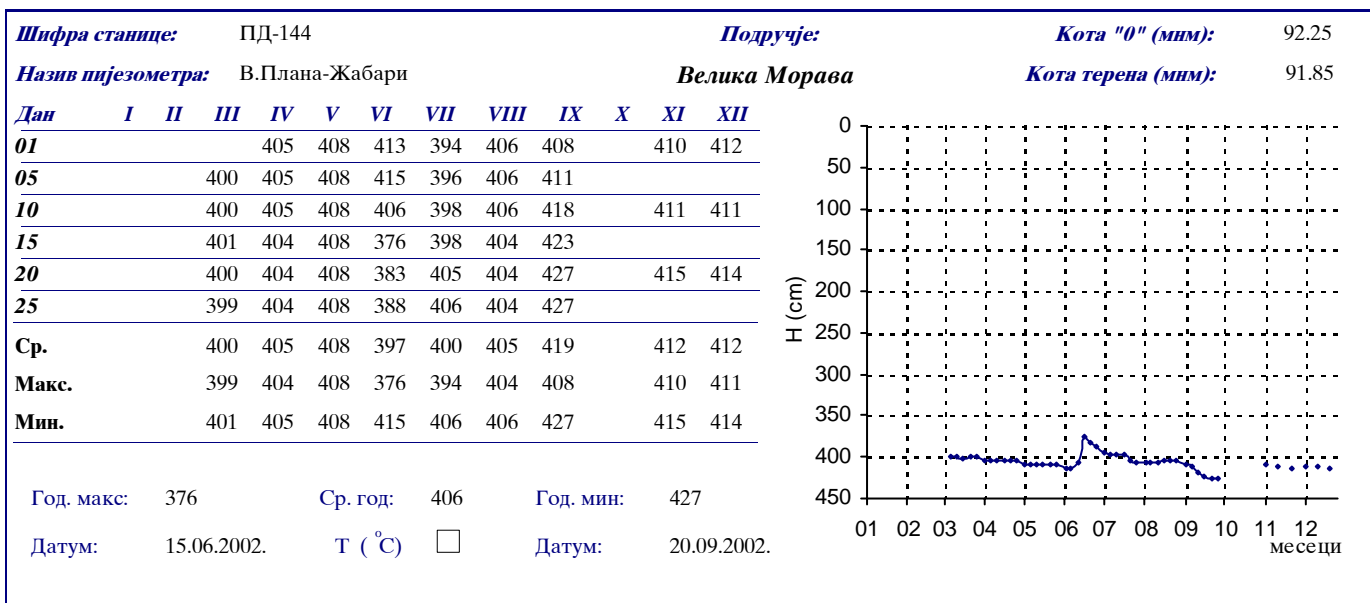 Шифра станице: ПД-144 Подручје: Кота "0" (мнм): 92.25
Назив пијезометра: В.Плана-Жабари Велика Морава Кота терена (мнм): 91.85
Дан I II III IV V VI VII VIII IX X XI XII
01 405 408 413 394 406 408 410 412
05 400 405 408 415 396 406 411
10 400 405 408 406 398 406 418 411 411
15 401 404 408 376 398 404 423
20 400 404 408 383 405 404 427 415 414
25 399 404 408 388 406 404 427
Ср. 400 405 408 397 400 405 419 412 412
Макс. 399 404 408 376 394 404 408 410 411
Мин. 401 405 408 415 406 406 427 415 414
Год. макс: 376 Ср. год: 406 Год. мин: 427
Датум: 15.06.2002. Т ( °С) Датум: 20.09.2002.
0
50
100
150
200
250
300
350
400
450
H (cm)
01 02 03 04 05 06 07 08 09 10 11 12
месеци